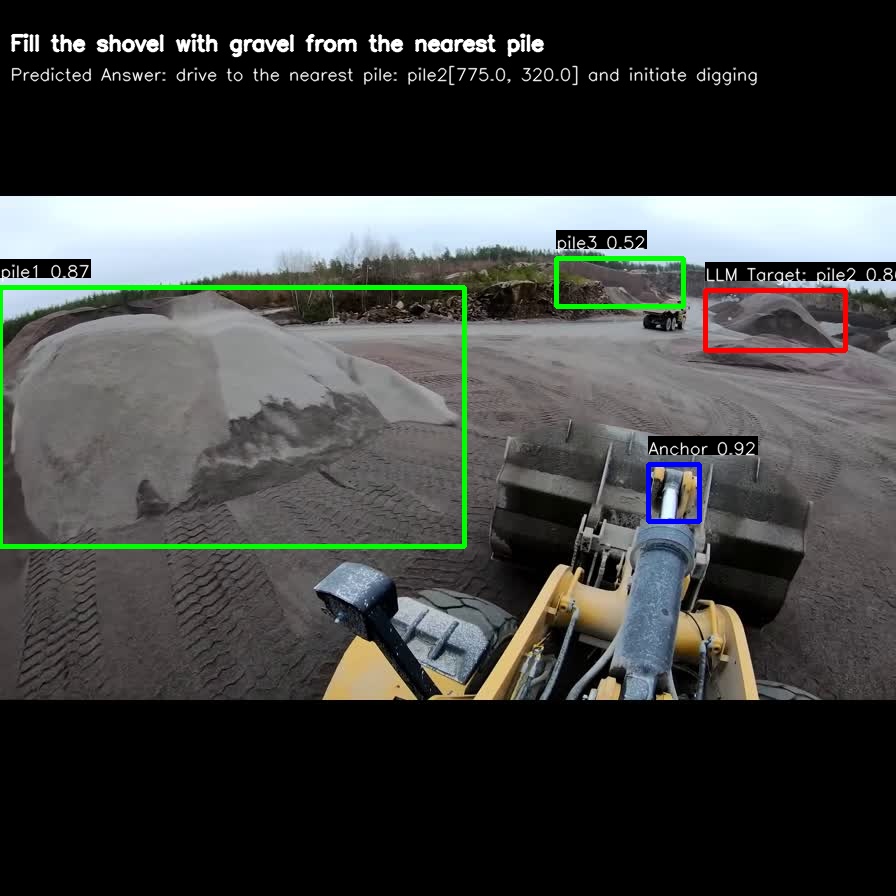 Fill the shovel with gravel from the nearest pile
Predicted Answer: drive to the nearest pile: pile2[775.0, 320.0] and initiate digging
pile3 0.52
pile1 0.87
LLM Target: pile2 0.8
Anchor 0.92